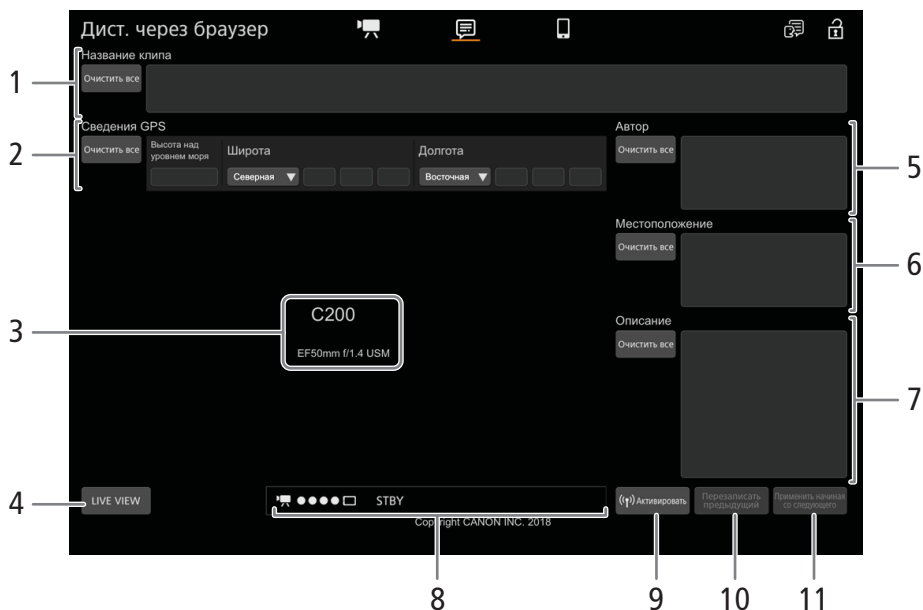 Дист. через браузер
Название клипа
1
Очистить все
Сведения GPS
2
Очистить все
Высота над
уровнем моря
Широта
Долгота
Северная
Восточная
Автор
Очистить все
5
Местоположение
Очистить все
6
3
C200
EF50mm f/1.4 USM
Описание
Очистить все
7
4
LIVE VIEW
STBY
Активировать
Перезаписать
предыдущий
Применить начиная
со следующего
Copyright CANON INC. 2018
8
9
10
11